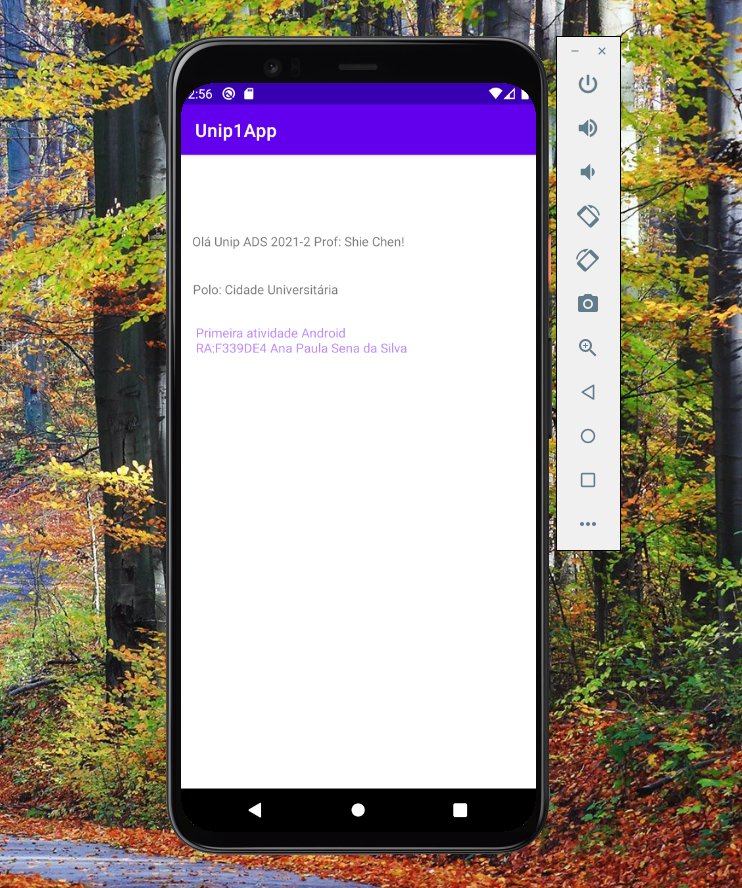 2:56
Unip1App
Olá Unip ADS 2021-2 Prof: Shie Chen!
Polo: Cidade Universitária
Primeira atividade Android
RA:F339DE4 Ana Paula Sena da Silva